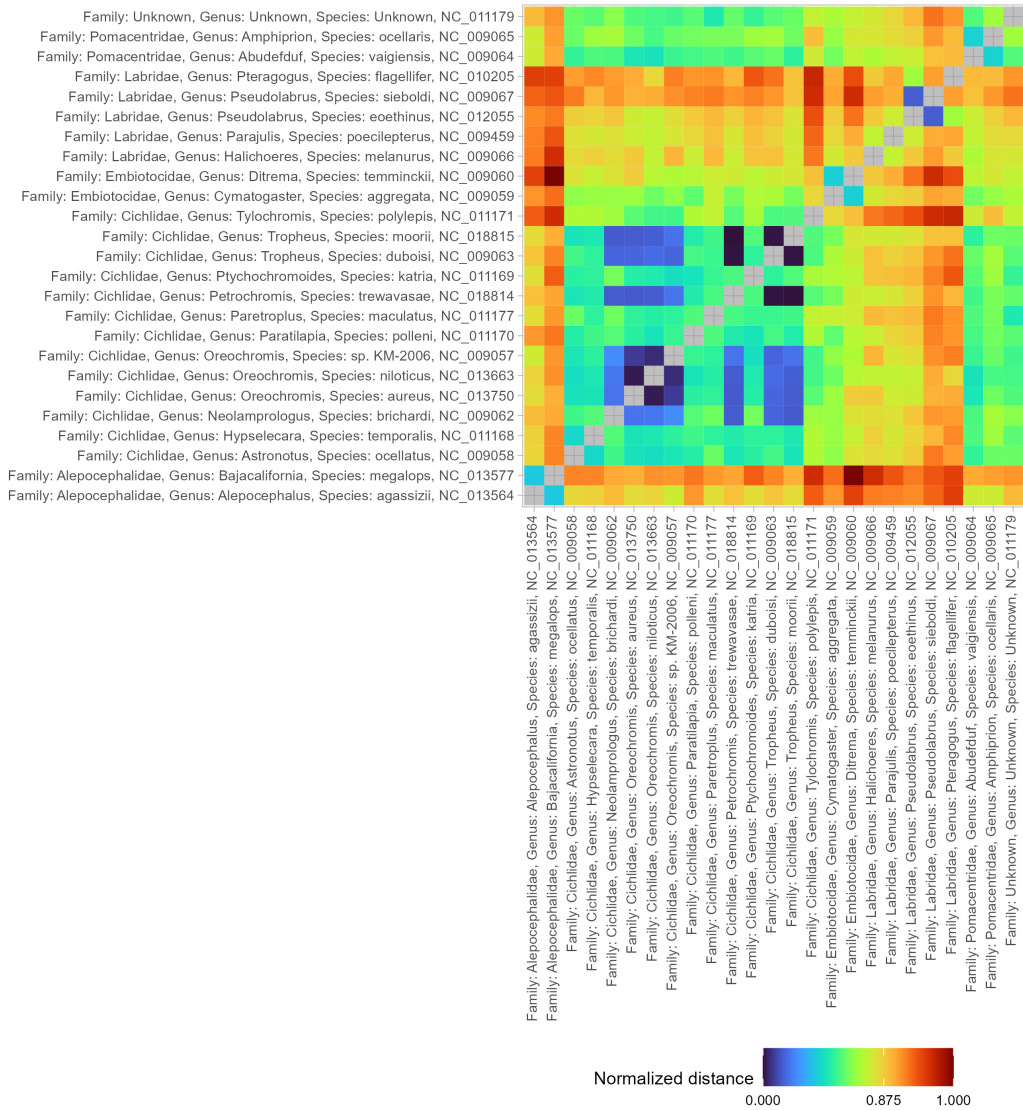 Family: Unknown, Genus: Unknown, Species: Unknown, NC_011179
Family: Pomacentridae, Genus: Amphiprion, Species: ocellaris, NC_009065
Family: Pomacentridae, Genus: Abudefduf, Species: vaigiensis, NC_009064
Family: Labridae, Genus: Pteragogus, Species: flagellifer, NC_010205
Family: Labridae, Genus: Pseudolabrus, Species: sieboldi, NC_009067
Family: Labridae, Genus: Pseudolabrus, Species: eoethinus, NC_012055
Family: Labridae, Genus: Parajulis, Species: poecilepterus, NC_009459
Family: Labridae, Genus: Halichoeres, Species: melanurus, NC_009066
Family: Embiotocidae, Genus: Ditrema, Species: temminckii, NC_009060
Family: Embiotocidae, Genus: Cymatogaster, Species: aggregata, NC_009059
Family: Cichlidae, Genus: Tylochromis, Species: polylepis, NC_011171
Family: Cichlidae, Genus: Tropheus, Species: moorii, NC_018815
Family: Cichlidae, Genus: Tropheus, Species: duboisi, NC_009063
Family: Cichlidae, Genus: Ptychochromoides, Species: katria, NC_011169
Family: Cichlidae, Genus: Petrochromis, Species: trewavasae, NC_018814
Family: Cichlidae, Genus: Paretroplus, Species: maculatus, NC_011177
Family: Cichlidae, Genus: Paratilapia, Species: polleni, NC_011170
Family: Cichlidae, Genus: Oreochromis, Species: sp. KM-2006, NC_009057
Family: Cichlidae, Genus: Oreochromis, Species: niloticus, NC_013663
Family: Cichlidae, Genus: Oreochromis, Species: aureus, NC_013750
Family: Cichlidae, Genus: Neolamprologus, Species: brichardi, NC_009062
Family: Cichlidae, Genus: Hypselecara, Species: temporalis, NC_011168
Family: Cichlidae, Genus: Astronotus, Species: ocellatus, NC_009058
Family: Alepocephalidae, Genus: Bajacalifornia, Species: megalops, NC_013577
Family: Alepocephalidae, Genus: Alepocephalus, Species: agassizii, NC_013564
Family: Alepocephalidae, Genus: Alepocephalus, Species: agassizii, NC_013564
Family: Alepocephalidae, Genus: Bajacalifornia, Species: megalops, NC_013577
Family: Cichlidae, Genus: Astronotus, Species: ocellatus, NC_009058
Family: Cichlidae, Genus: Hypselecara, Species: temporalis, NC_011168
Family: Cichlidae, Genus: Neolamprologus, Species: brichardi, NC_009062
Family: Cichlidae, Genus: Oreochromis, Species: aureus, NC_013750
Family: Cichlidae, Genus: Oreochromis, Species: niloticus, NC_013663
Family: Cichlidae, Genus: Oreochromis, Species: sp. KM-2006, NC_009057
Family: Cichlidae, Genus: Paratilapia, Species: polleni, NC_011170
Family: Cichlidae, Genus: Paretroplus, Species: maculatus, NC_011177
Family: Cichlidae, Genus: Petrochromis, Species: trewavasae, NC_018814
Family: Cichlidae, Genus: Ptychochromoides, Species: katria, NC_011169
Family: Cichlidae, Genus: Tropheus, Species: duboisi, NC_009063
Family: Cichlidae, Genus: Tropheus, Species: moorii, NC_018815
Family: Cichlidae, Genus: Tylochromis, Species: polylepis, NC_011171
Family: Embiotocidae, Genus: Cymatogaster, Species: aggregata, NC_009059
Family: Embiotocidae, Genus: Ditrema, Species: temminckii, NC_009060
Family: Labridae, Genus: Halichoeres, Species: melanurus, NC_009066
Family: Labridae, Genus: Parajulis, Species: poecilepterus, NC_009459
Family: Labridae, Genus: Pseudolabrus, Species: eoethinus, NC_012055
Family: Labridae, Genus: Pseudolabrus, Species: sieboldi, NC_009067
Family: Labridae, Genus: Pteragogus, Species: flagellifer, NC_010205
Family: Pomacentridae, Genus: Abudefduf, Species: vaigiensis, NC_009064
Family: Pomacentridae, Genus: Amphiprion, Species: ocellaris, NC_009065
Family: Unknown, Genus: Unknown, Species: Unknown, NC_011179
Normalized distance
0.000 0.875 1.000